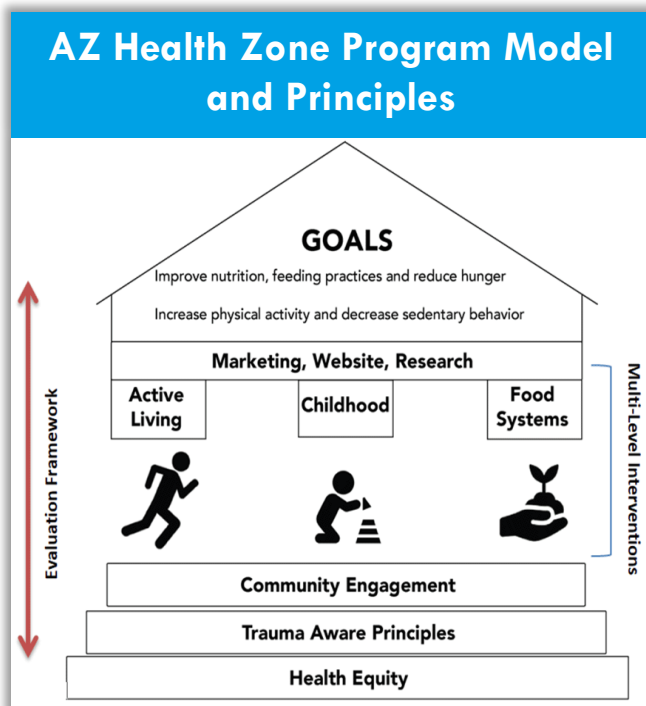 AZ Health Zone Program Model
and Principles
GOALS
Improve nutrition, feeding practices and reduce hunger
Increase physical activity and decrease sedentary behavior
Marketing, Website, Research
Active
Living
Childhood
Food
Systems
Evaluation Framework
Multi-Level Interventions
Community Engagement
Trauma Aware Principles
Health Equity